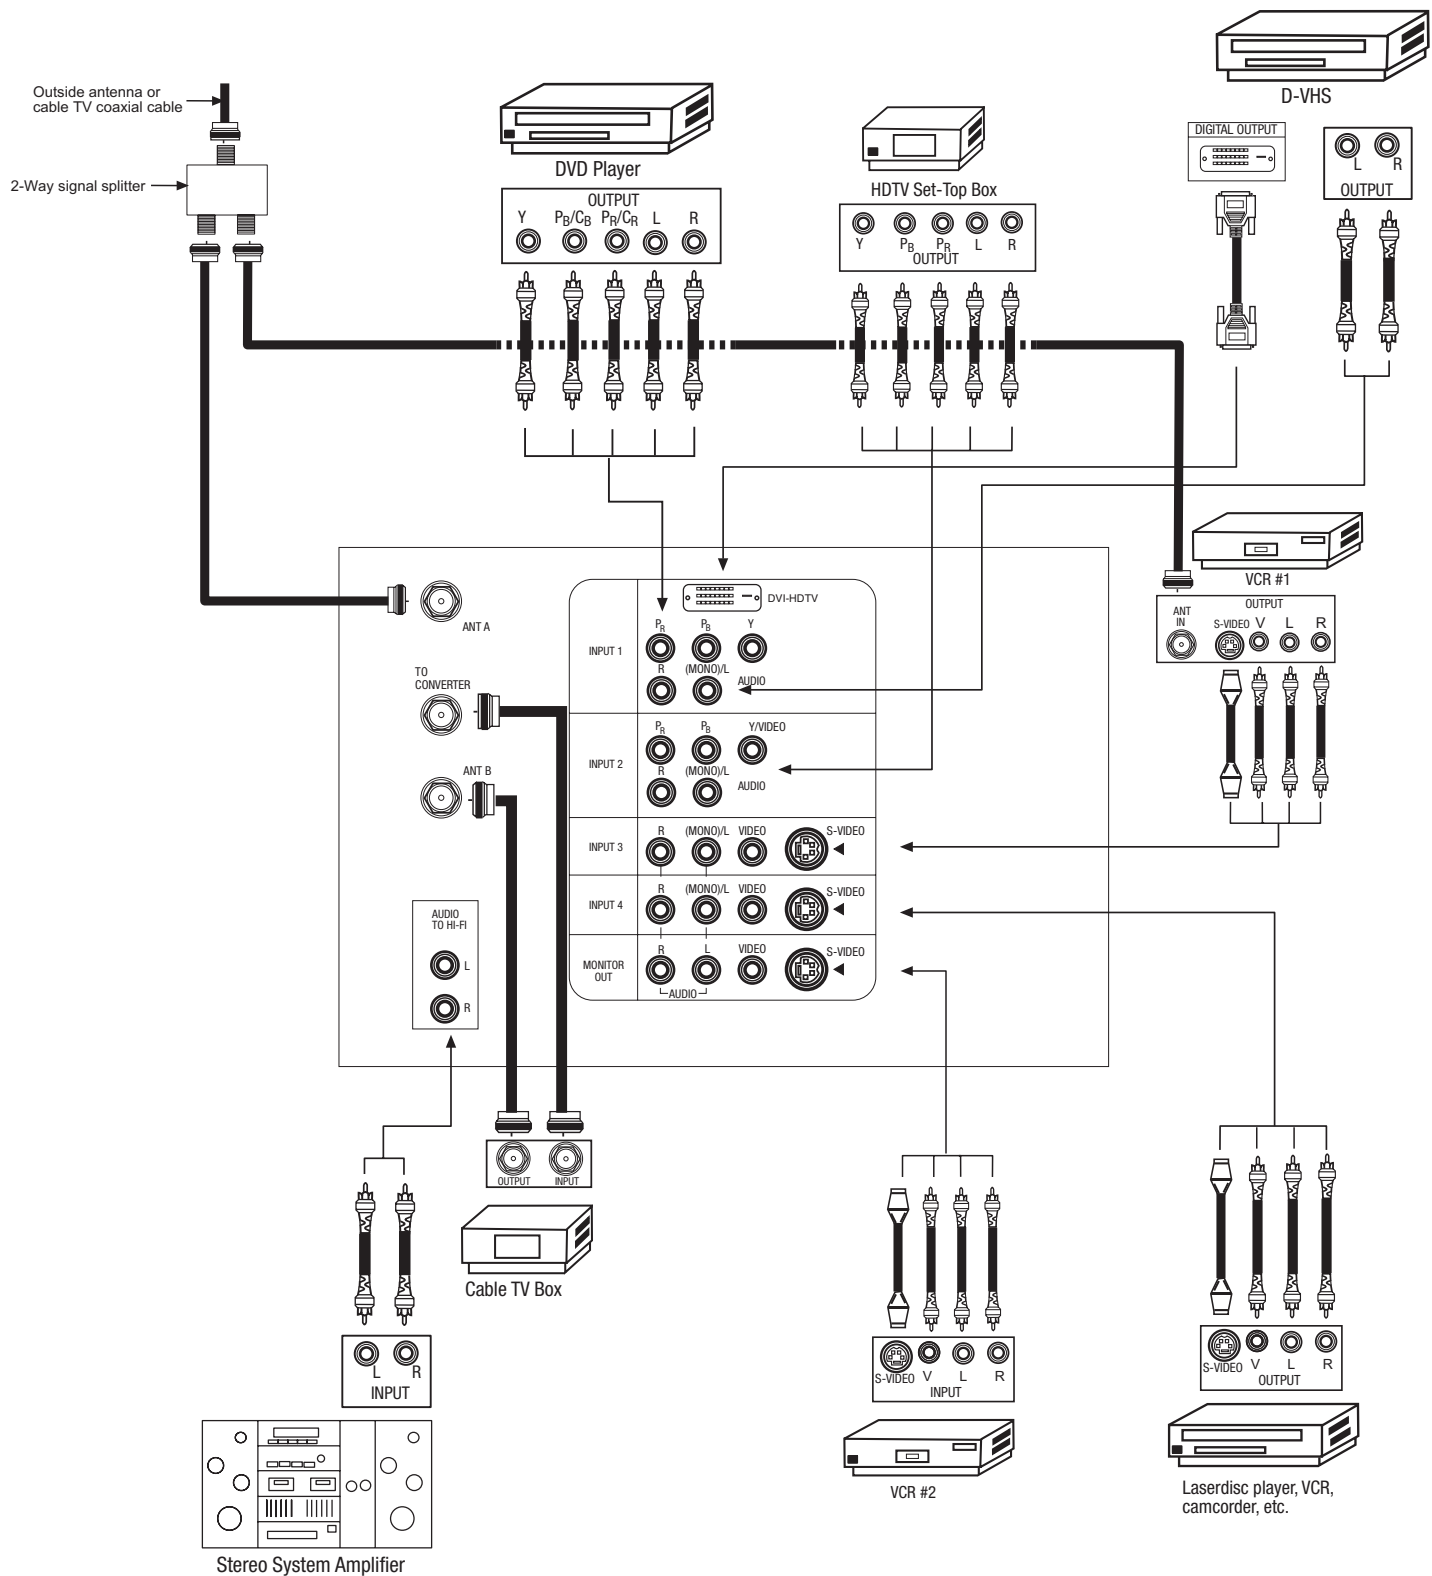 Outside antenna or
cable TV coaxial cable
2-Way signal splitter
DVD Player
OUTPUT
Y PB/CB PR/CR L R
HDTV Set-Top Box
Y PB PR L R
OUTPUT
D-VHS
DIGITAL OUTPUT
L R
OUTPUT
VCR #1
OUTPUT
ANT
IN
S-VIDEO V L R
ANT A
TO
CONVERTER
ANT B
AUDIO
TO HI-FI
L
R
DVI-HDTV
INPUT 1
PR PB Y
R (MONO)/L AUDIO
INPUT 2
PR PB Y/VIDEO
R (MONO)/L AUDIO
INPUT 3
R (MONO)/L VIDEO S-VIDEO
INPUT 4
R (MONO)/L VIDEO S-VIDEO
MONITOR
OUT
R L VIDEO S-VIDEO
AUDIO
OUTPUT INPUT
Cable TV Box
L R
INPUT
Stereo System Amplifier
S-VIDEO V L R
INPUT
VCR #2
S-VIDEO V L R
OUTPUT
Laserdisc player, VCR,
camcorder, etc.